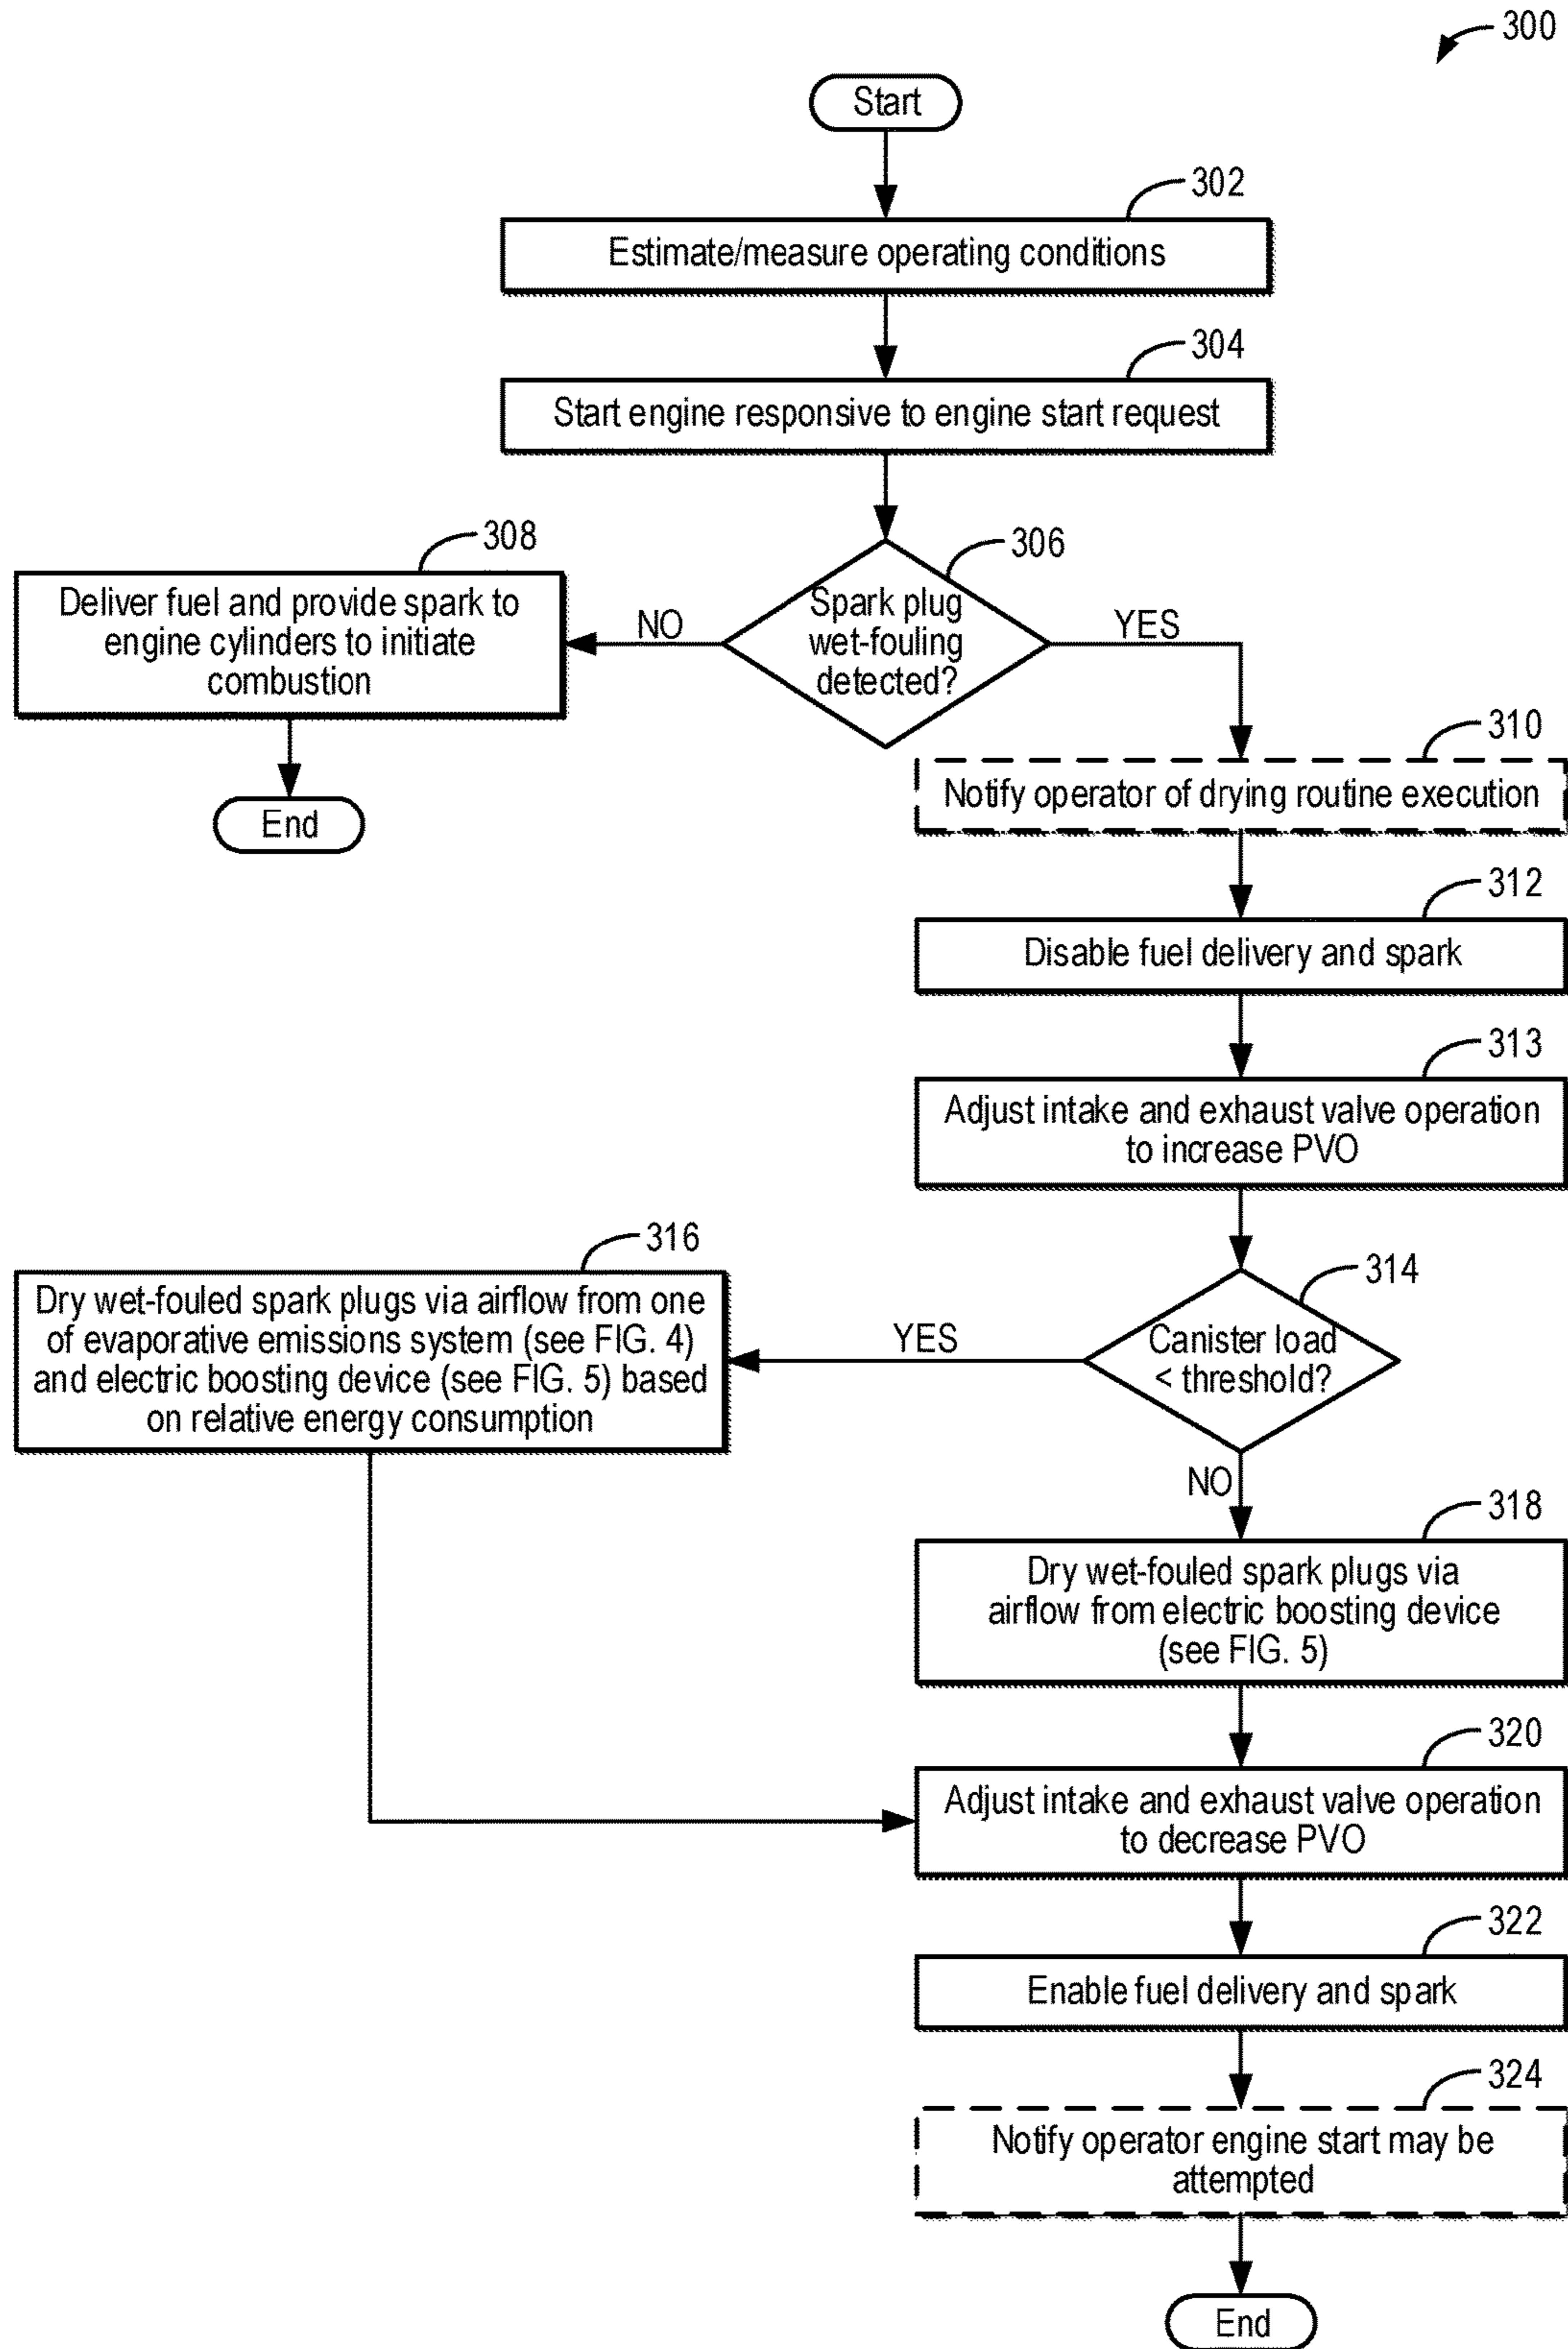 300
Start
302
Estimate/measure operating conditions
304
Start engine responsive to engine start request
308
306
Deliver fuel and provide spark to
engine cylinders to initiate
combustion
NO
Spark plug
wet-fouling
detected?
YES
End
310
Notify operator of drying routine execution
312
Disable fuel delivery and spark
313
Adjust intake and exhaust valve operation
to increase PVO
316
314
Dry wet-fouled spark plugs via airflow from one
of evaporative emissions system (see FIG. 4)
and electric boosting device (see FIG. 5) based
on relative energy consumption
YES
Canister load
< threshold?
NO
318
Dry wet-fouled spark plugs via
airflow from electric boosting device
(see FIG. 5)
320
Adjust intake and exhaust valve operation
to decrease PVO
322
Enable fuel delivery and spark
324
Notify operator engine start may be
attempted
End